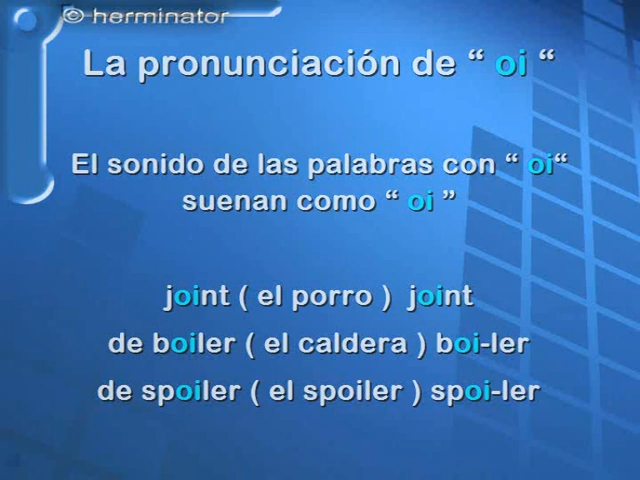 © herminator
La pronunciación de “ oi “
El sonido de las palabras con “ oi“
suenan como “ oi ”
joint ( el porro ) joint
de boiler ( el caldera ) boi-ler
de spoiler ( el spoiler ) spoi-ler